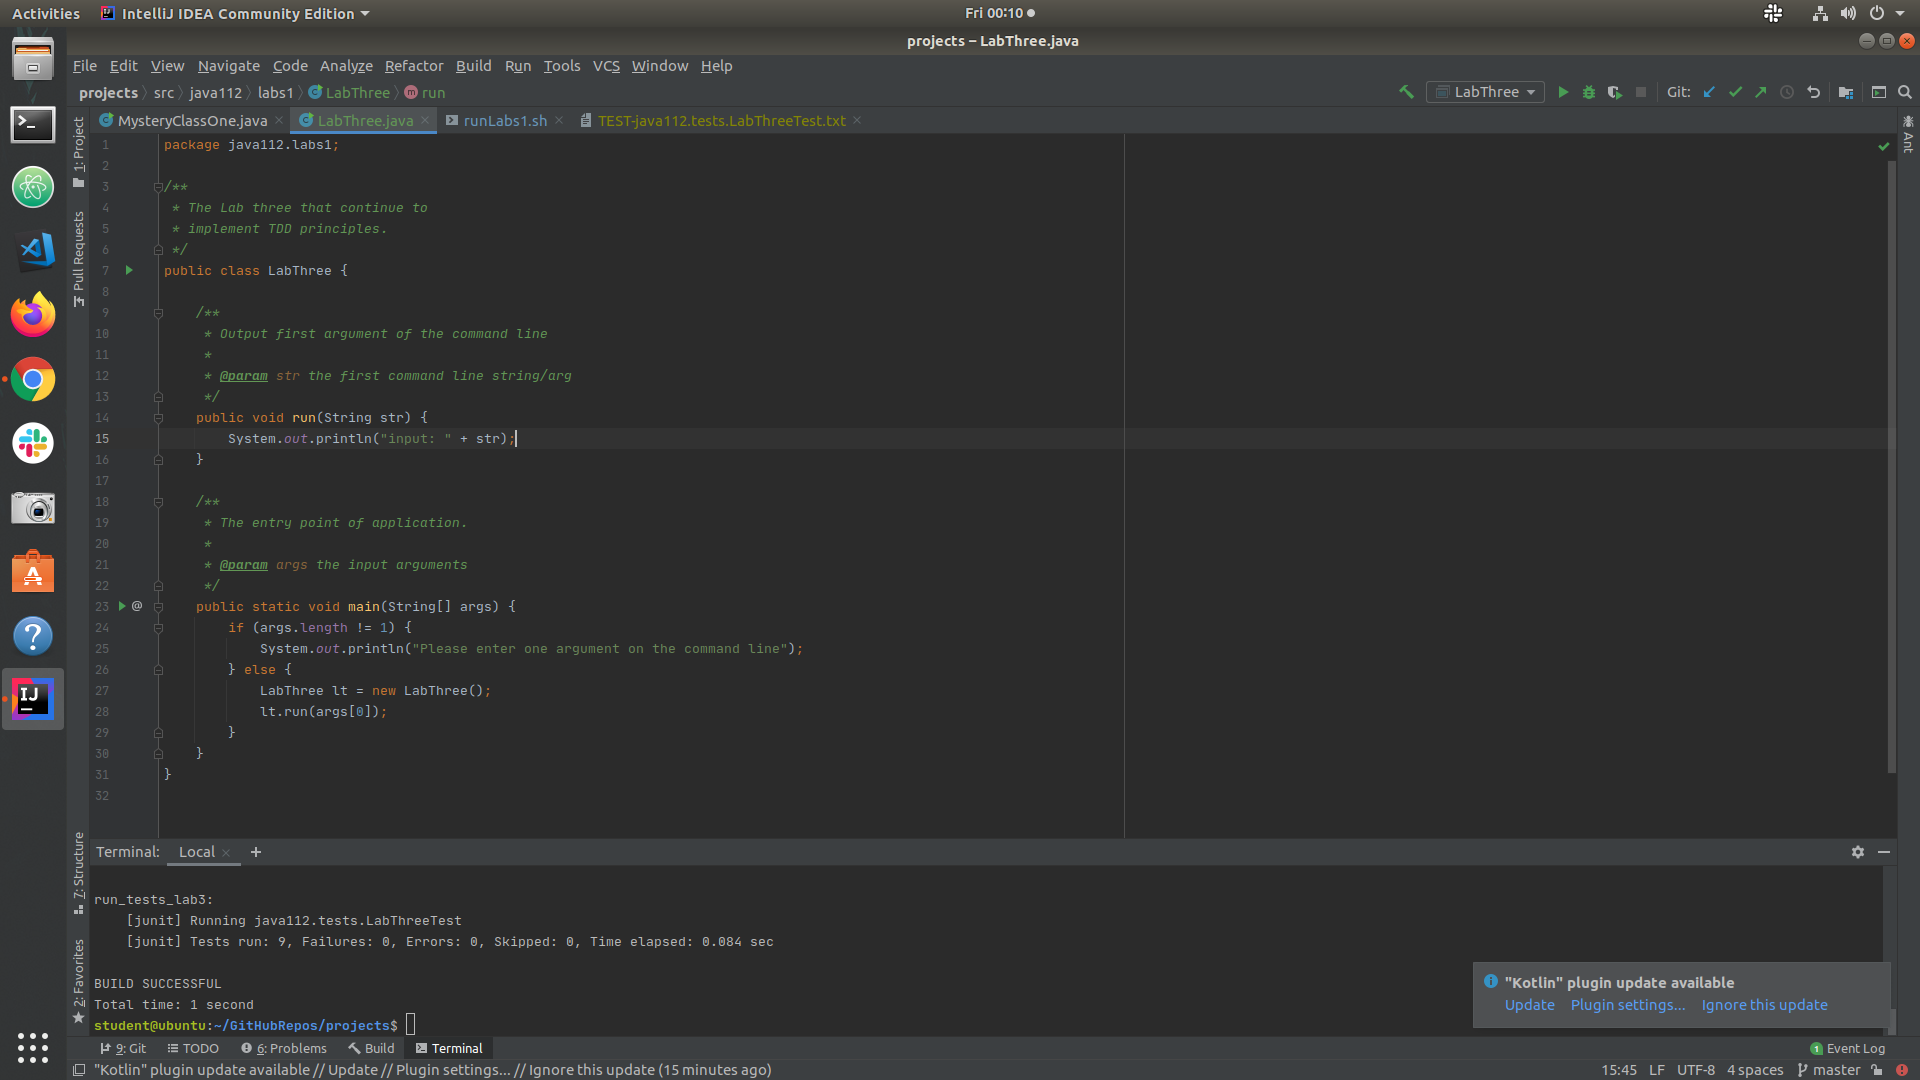 Activities IntelliJ IDEA Community Edition Fri 00:10
projects – LabThree.java
File Edit View Navigate Code Analyze Refactor Build Run Tools VCS Window Help
projects src java112 labs1 LabThree run LabThree Git:
MysteryClassOne.java LabThree.java runLabs1.sh TEST-java112.tests.LabThreeTest.txt
1: Project
Pull Requests
7: Structure
2: Favorites
Ant
1 package java112.labs1;
2
3 /**
4 * The Lab three that continue to
5 * implement TDD principles.
6 */
7 public class LabThree {
8
9 /**
10 * Output first argument of the command line
11 *
12 * @param str the first command line string/arg
13 */
14 public void run(String str) {
15 System.out.println("input: " + str);
16 }
17
18 /**
19 * The entry point of application.
20 *
21 * @param args the input arguments
22 */
23 @ public static void main(String[] args) {
24 if (args.length != 1) {
25 System.out.println("Please enter one argument on the command line");
26 } else {
27 LabThree lt = new LabThree();
28 lt.run(args[0]);
29 }
30 }
31 }
32
Terminal: Local +
run_tests_lab3:
[junit] Running java112.tests.LabThreeTest
[junit] Tests run: 9, Failures: 0, Errors: 0, Skipped: 0, Time elapsed: 0.084 sec
BUILD SUCCESSFUL
Total time: 1 second
student@ubuntu:~/GitHubRepos/projects$
"Kotlin" plugin update available
Update Plugin settings... Ignore this update
9: Git TODO 6: Problems Build Terminal 1 Event Log
"Kotlin" plugin update available // Update // Plugin settings... // Ignore this update (15 minutes ago) 15:45 LF UTF-8 4 spaces master